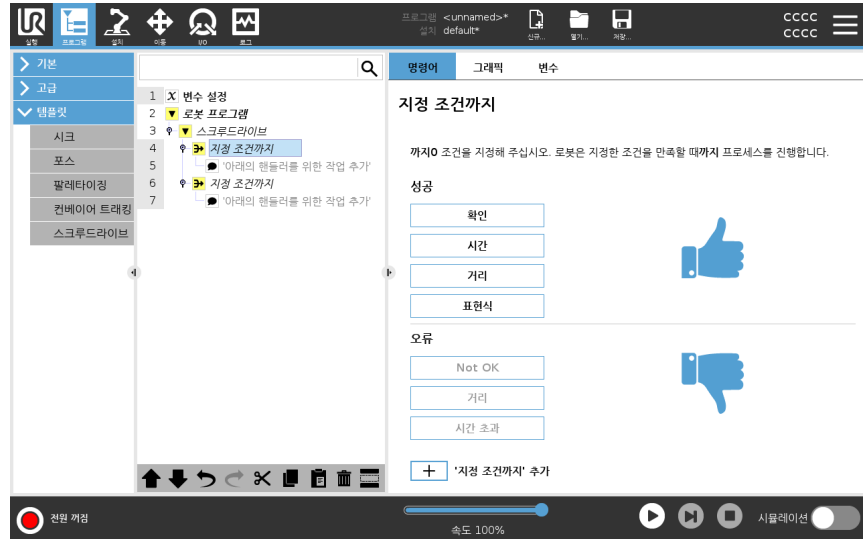 프로그램 <unnamed>*
설치 default*
cccc
cccc
실행
프로그램
설치
이동
I/O
로그
신규...
열기...
저장...
기본
고급
템플릿
시크
포스
팔레타이징
컨베이어 트래킹
스크루드라이브
1 X 변수 설정
2 로봇 프로그램
3 스크루드라이브
4 지정 조건까지
5 '아래의 핸들러를 위한 작업 추가'
6 지정 조건까지
7 '아래의 핸들러를 위한 작업 추가'
명령어 그래픽 변수
지정 조건까지
까지0 조건을 지정해 주십시오. 로봇은 지정한 조건을 만족할 때까지 프로세스를 진행합니다.
성공
확인
시간
거리
표현식
오류
Not OK
거리
시간 초과
'지정 조건까지' 추가
전원 꺼짐
속도 100%
시뮬레이션